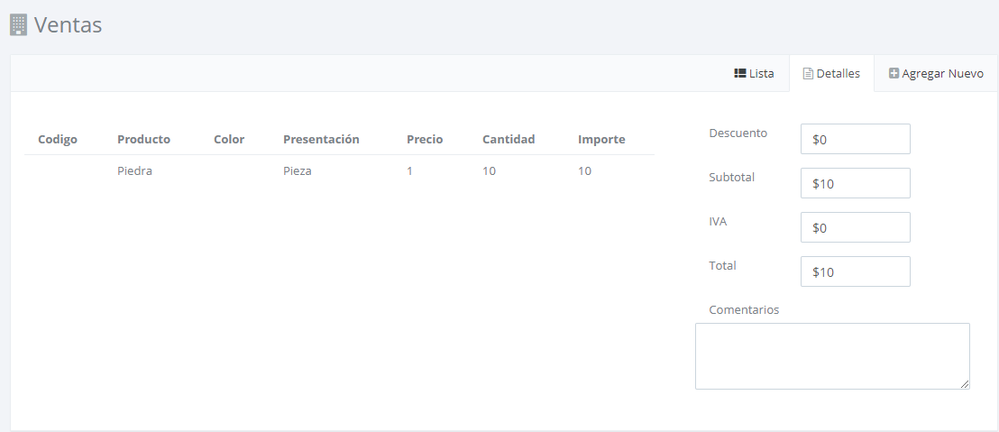 Ventas
Lista Detalles Agregar Nuevo
Codigo Producto Color Presentación Precio Cantidad Importe
Piedra Pieza 1 10 10
Descuento $0
Subtotal $10
IVA $0
Total $10
Comentarios